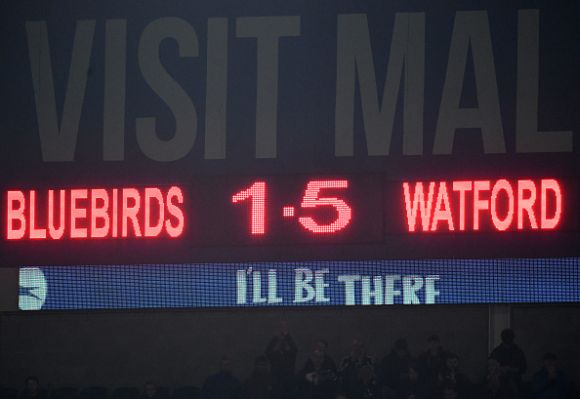 VISIT MAL
BLUEBIRDS 1-5 WATFORD
I'LL BE THERE